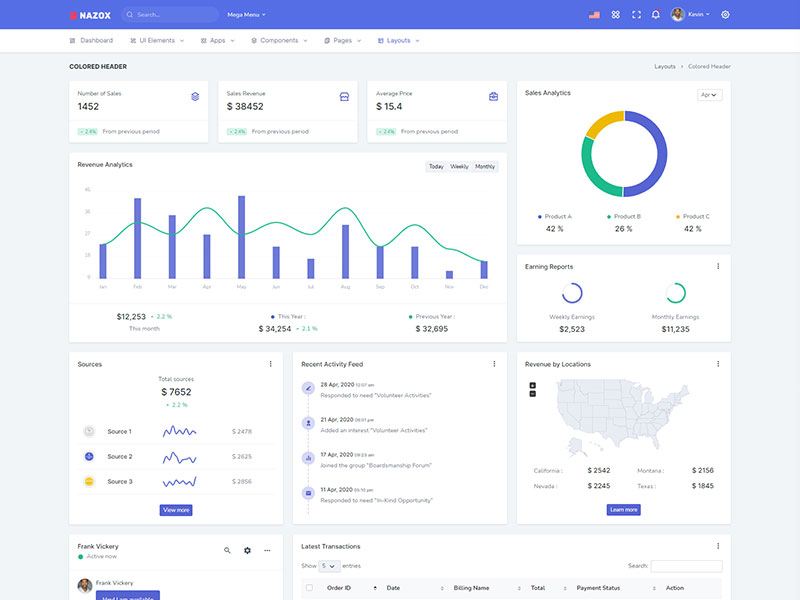 NAZOX Search... Mega Menu Kevin
Dashboard UI Elements Apps Components Pages Layouts
COLORED HEADER Layouts Colored Header
Number of Sales
1452
2.4% From previous period
Sales Revenue
$ 38452
2.4% From previous period
Average Price
$ 15.4
2.4% From previous period
Sales Analytics Apr
Product A Product B Product C
42 % 26 % 42 %
Revenue Analytics Today Weekly Monthly
45
36
27
18
9
0
Jan Feb Mar Apr May Jun Jul Aug Sep Oct Nov Dec
$12,253 2.2 %
This month
This Year :
$ 34,254 2.1 %
Previous Year :
$ 32,695
Earning Reports
Weekly Earnings Monthly Earnings
$2,523 $11,235
Sources
Total sources
$ 7652
2.2 %
Source 1 $ 2478
Source 2 $ 2625
Source 3 $ 2856
View more
Recent Activity Feed
28 Apr, 2020 12:07 am
Responded to need "Volunteer Activities"
21 Apr, 2020 08:01 pm
Added an interest "Volunteer Activities"
17 Apr, 2020 09:23 am
Joined the group "Boardsmanship Forum"
11 Apr, 2020 05:10 pm
Responded to need "In-Kind Opportunity"
Revenue by Locations
+
−
California : $ 2542 Montana : $ 2156
Nevada : $ 2245 Texas : $ 1845
Learn more
Frank Vickery
Active now
Frank Vickery
Hey! I am available
Latest Transactions
Show 5 entries Search:
Order ID Date Billing Name Total Payment Status Action